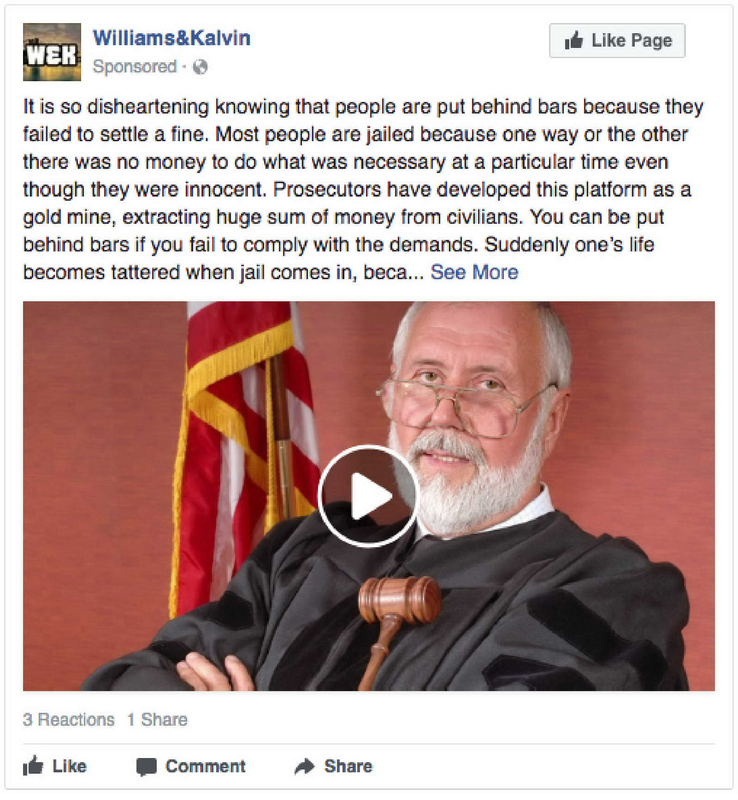 W&K
Williams&Kalvin
Sponsored ·
Like Page
It is so disheartening knowing that people are put behind bars because they
failed to settle a fine. Most people are jailed because one way or the other
there was no money to do what was necessary at a particular time even
though they were innocent. Prosecutors have developed this platform as a
gold mine, extracting huge sum of money from civilians. You can be put
behind bars if you fail to comply with the demands. Suddenly one's life
becomes tattered when jail comes in, beca... See More
3 Reactions 1 Share
Like Comment Share